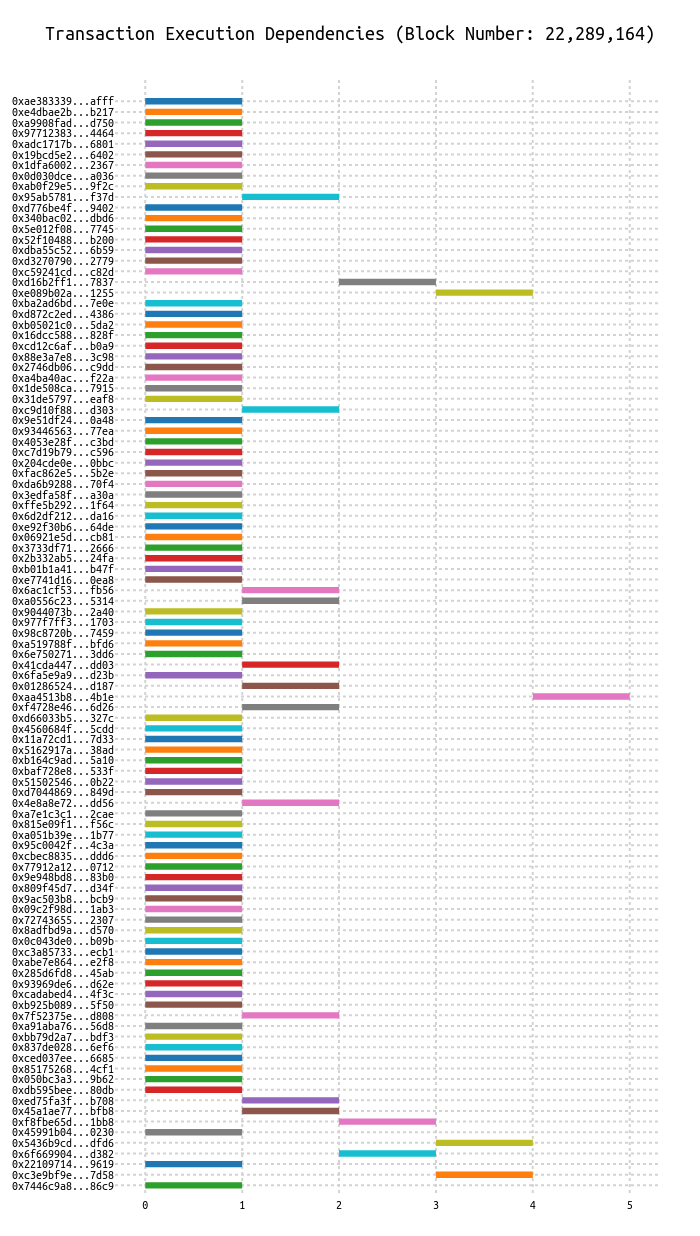 Transaction Execution Dependencies (Block Number: 22,289,164)
0xae383339...afff
0xe4dbae2b...b217
0xa9908fad...d750
0x97712383...4464
0xadc1717b...6801
0x19bcd5e2...6402
0x1dfa6002...2367
0x0d030dce...a036
0xab0f29e5...9f2c
0x95ab5781...f37d
0xd776be4f...9402
0x340bac02...dbd6
0x5e012f08...7745
0x52f10488...b200
0xdba55c52...6b59
0xd3270790...2779
0xc59241cd...c82d
0xd16b2ff1...7837
0xe089b02a...1255
0xba2ad6bd...7e0e
0xd872c2ed...4386
0xb05021c0...5da2
0x16dcc588...828f
0xcd12c6af...b0a9
0x88e3a7e8...3c98
0x2746db06...c9dd
0xa4ba40ac...f22a
0x1de508ca...7915
0x31de5797...eaf8
0xc9d10f88...d303
0x9e51df24...0a48
0x93446563...77ea
0x4053e28f...c3bd
0xc7d19b79...c596
0x204cde0e...0bbc
0xfac862e5...5b2e
0xda6b9288...70f4
0x3edfa58f...a30a
0xffe5b292...1f64
0x6d2df212...da16
0xe92f30b6...64de
0x06921e5d...cb81
0x3733df71...2666
0x2b332ab5...24fa
0xb01b1a41...b47f
0xe7741d16...0ea8
0x6ac1cf53...fb56
0xa0556c23...5314
0x9044073b...2a40
0x977f7ff3...1703
0x98c8720b...7459
0xa519788f...bfd6
0x6e750271...3dd6
0x41cda447...dd03
0x6fa5e9a9...d23b
0x01286524...d187
0xaa4513b8...4b1e
0xf4728e46...6d26
0xd66033b5...327c
0x4560684f...5cdd
0x11a72cd1...7d33
0x5162917a...38ad
0xb164c9ad...5a10
0xbaf728e8...533f
0x51502546...0b22
0xd7044869...849d
0x4e8a8e72...dd56
0xa7e1c3c1...2cae
0x815e09f1...f56c
0xa051b39e...1b77
0x95c0042f...4c3a
0xcbec8835...ddd6
0x77912a12...0712
0x9e948bd8...83b0
0x809f45d7...d34f
0x9ac503b8...bcb9
0x09c2f98d...1ab3
0x72743655...2307
0x8adfbd9a...d570
0x0c043de0...b09b
0xc3a85733...ecb1
0xabe7e864...e2f8
0x285d6fd8...45ab
0x93969de6...d62e
0xcadabed4...4f3c
0xb925b089...5f50
0x7f52375e...d808
0xa91aba76...56d8
0xbb79d2a7...bdf3
0x837de028...6ef6
0xced037ee...6685
0x85175268...4cf1
0x050bc3a3...9b62
0xdb595bee...80db
0xed75fa3f...b708
0x45a1ae77...bfb8
0xf8fbe65d...1bb8
0x45991b04...0230
0x5436b9cd...dfd6
0x6f669904...d382
0x22109714...9619
0xc3e9bf9e...7d58
0x7446c9a8...86c9
0 1 2 3 4 5